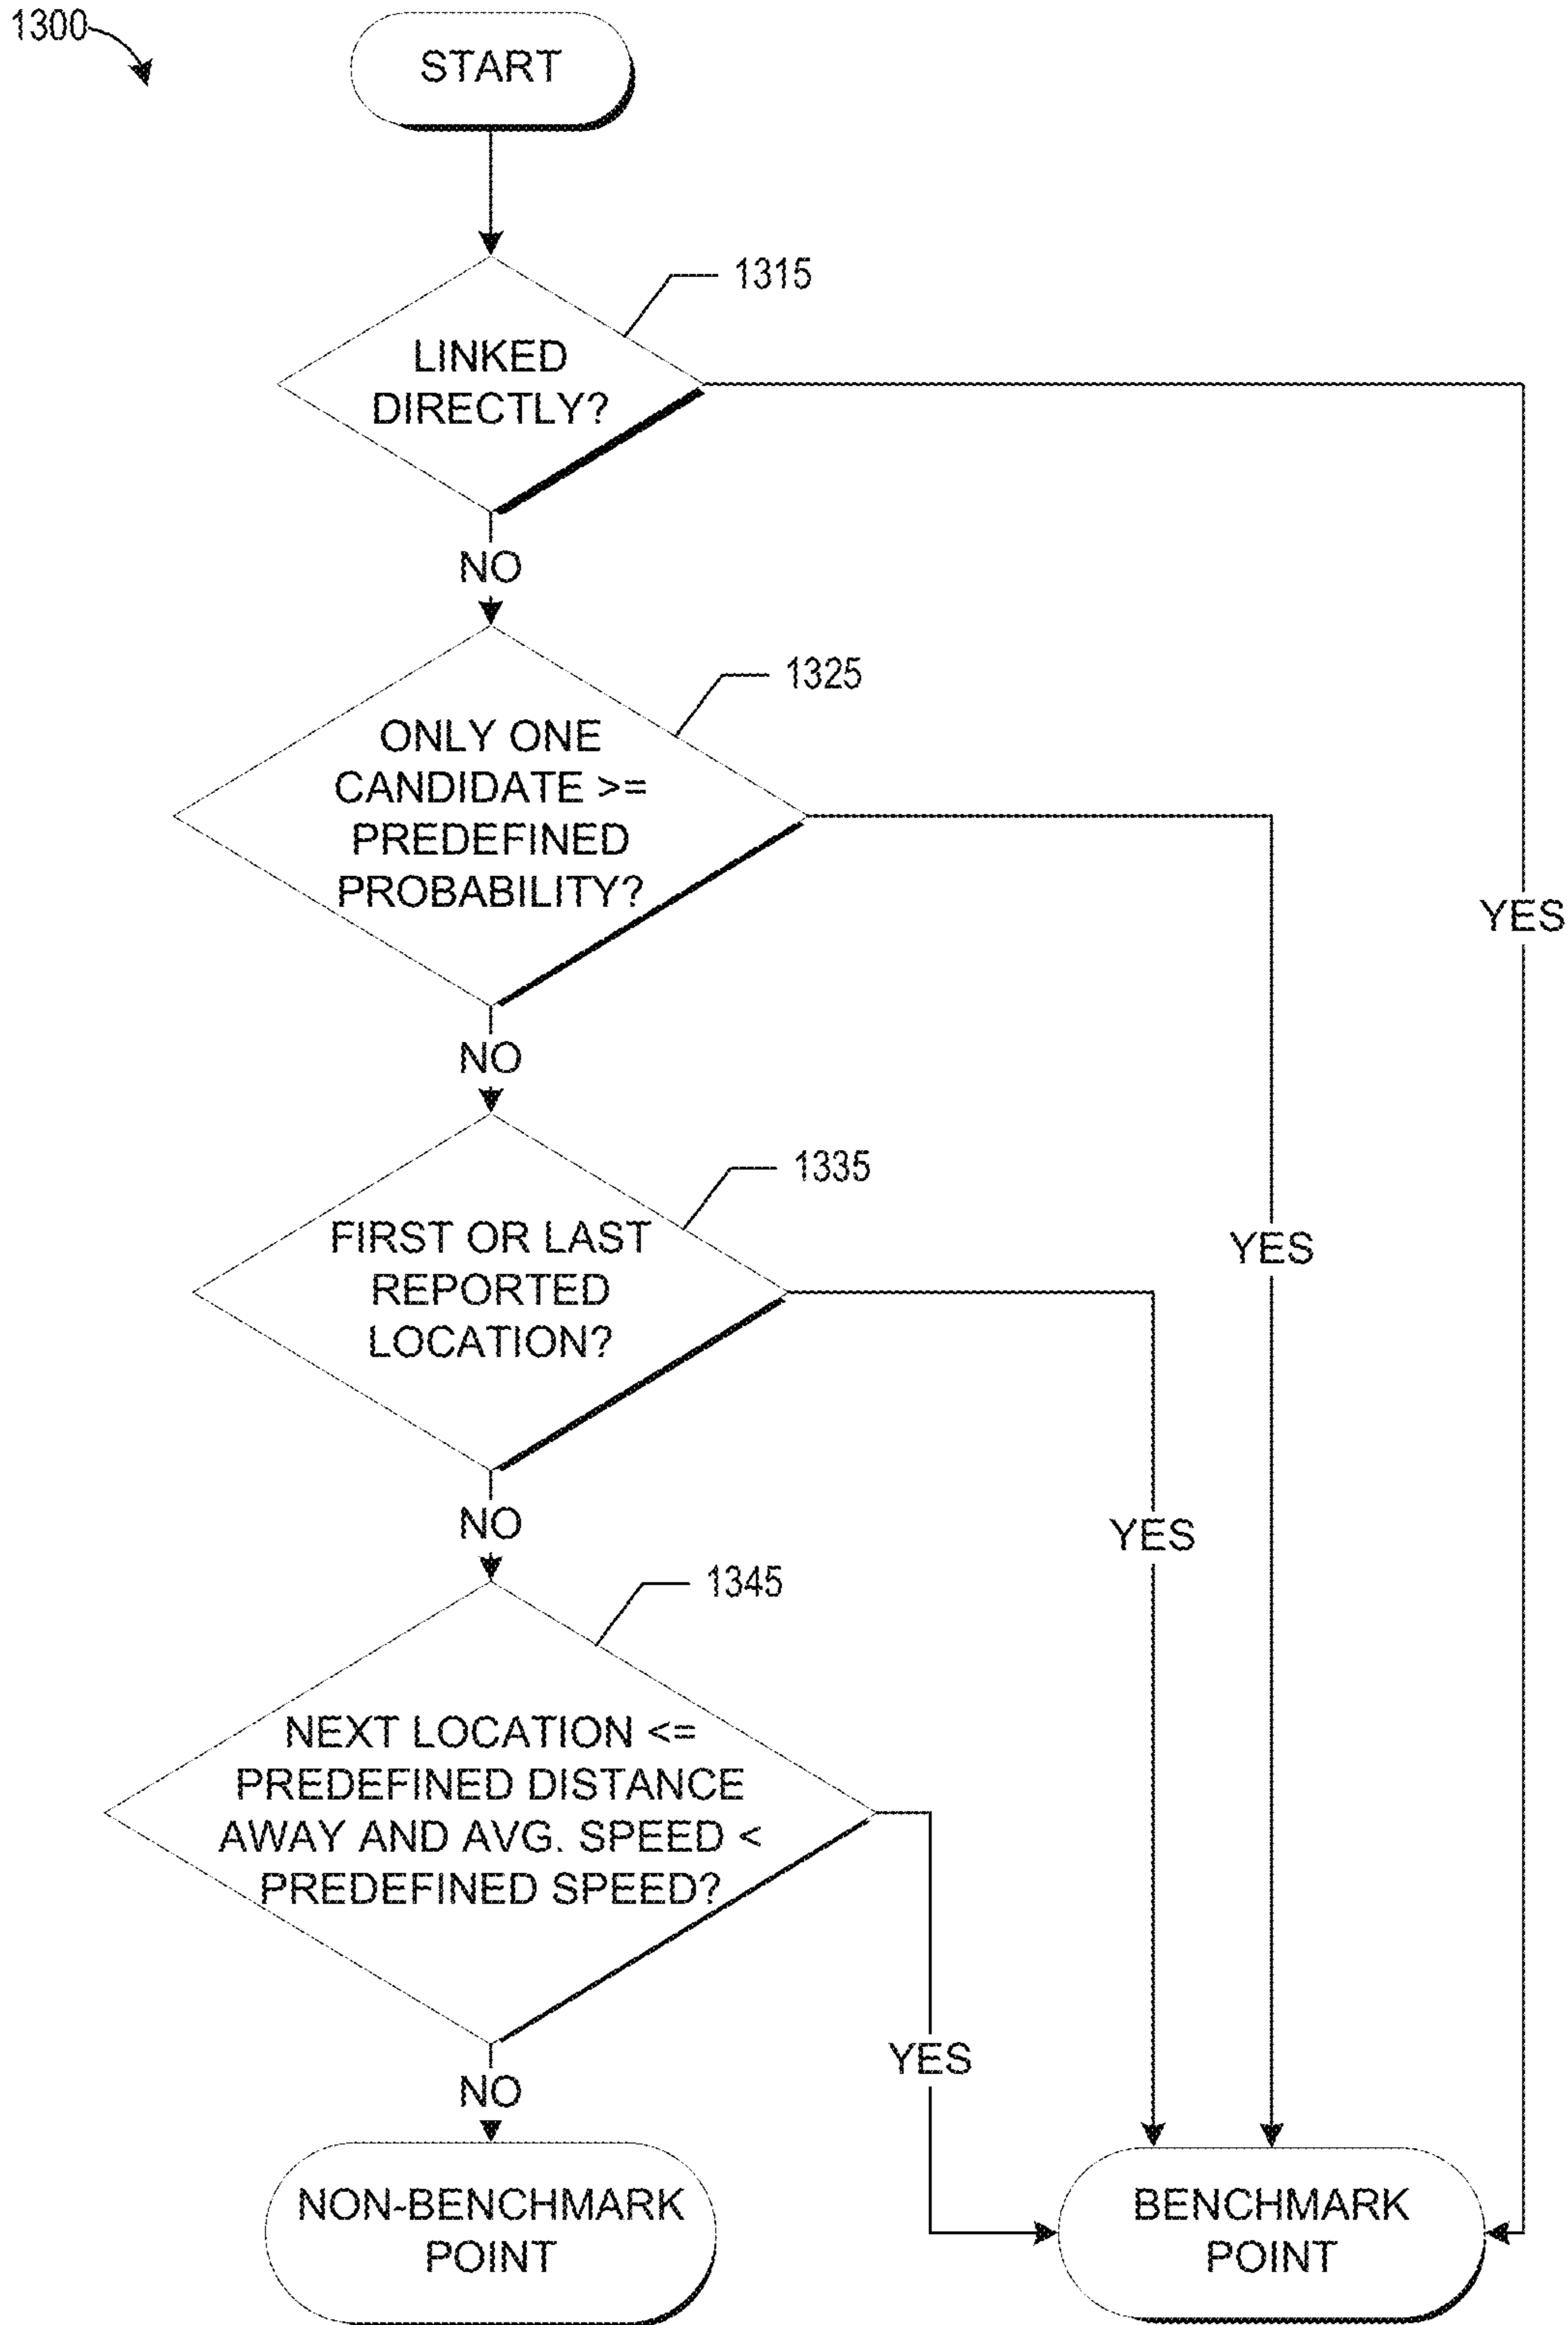 1300
START
1315
LINKED
DIRECTLY?
NO
1325
ONLY ONE
CANDIDATE >=
PREDEFINED
PROBABILITY?
YES
NO
1335
FIRST OR LAST
REPORTED
LOCATION?
YES
NO
YES
1345
NEXT LOCATION <=
PREDEFINED DISTANCE
AWAY AND AVG. SPEED <
PREDEFINED SPEED?
YES
NO
NON-BENCHMARK
POINT
BENCHMARK
POINT